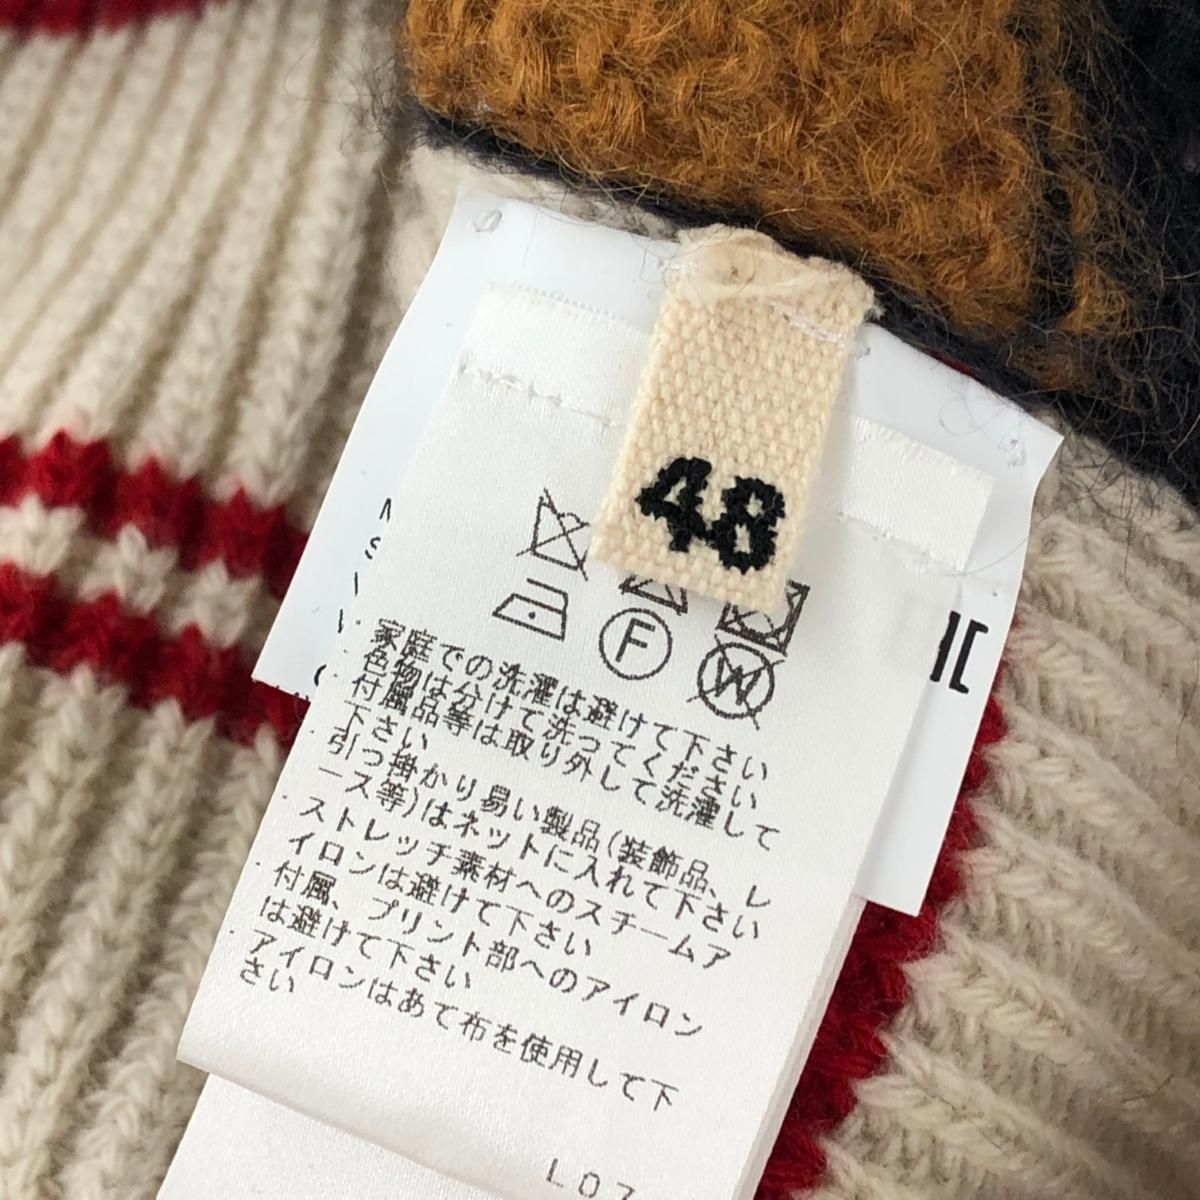 48
F
W
家庭での洗濯は避けて下さい
色物は分けて洗ってください
付属品等は取り外して洗濯して
下さい
引っ掛かり易い製品(装飾品、レ
ース等)はネットに入れて下さい
ストレッチ素材へのスチームア
イロンは避けて下さい
付属、プリント部へのアイロン
は避けて下さい
アイロンはあて布を使用して下
さい
L07